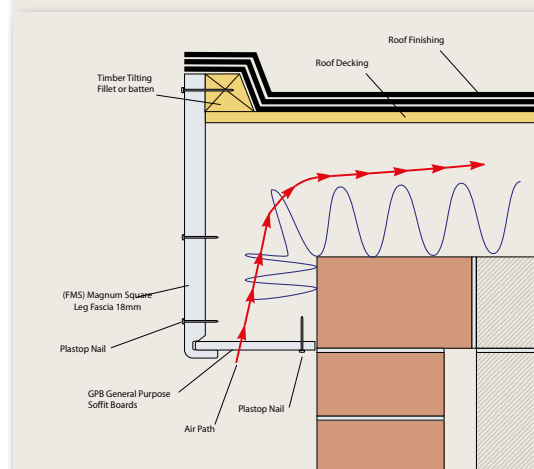 Roof Finishing
Roof Decking
Timber Tilting
Fillet or batten
(FMS) Magnum Square
Leg Fascia 18mm
Plastop Nail
GPB General Purpose
Soffit Boards
Plastop Nail
Air Path